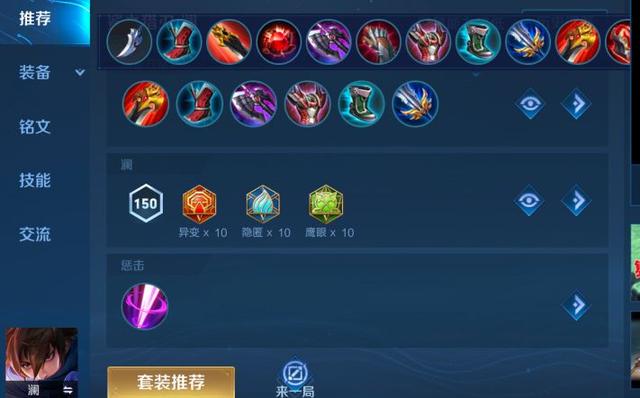 推荐
装备
铭文
技能
交流
澜
150
异变 x 10
隐匿 x 10
鹰眼 x 10
惩击
澜
套装推荐
来一局